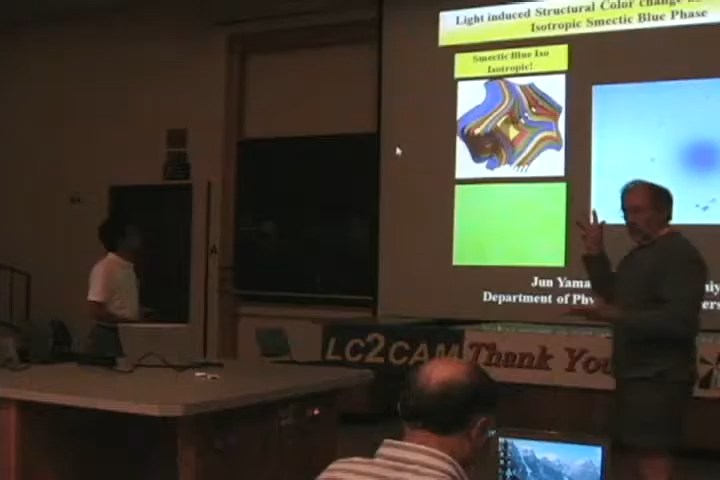 Light induced Structural Color change
Isotropic Smectic Blue Phase
Smectic Blue Iso
Isotropic!
Jun Yama
Department of Phy
LC2CAM Thank You